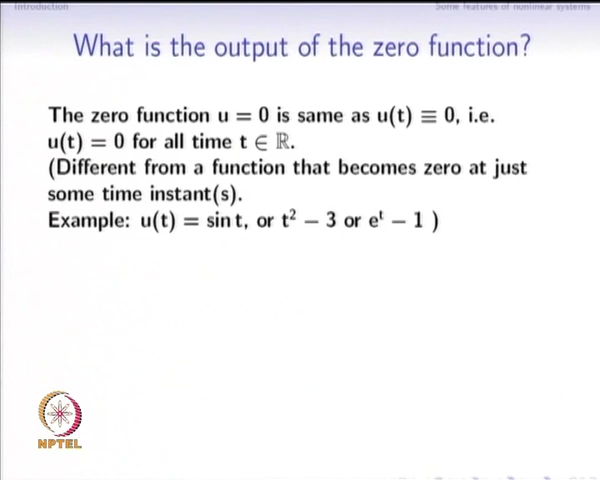 Introduction
Some features of nonlinear systems
What is the output of the zero function?
The zero function u = 0 is same as u(t) ≡ 0, i.e.
u(t) = 0 for all time t ∈ ℝ.
(Different from a function that becomes zero at just
some time instant(s).
Example: u(t) = sin t, or t² − 3 or eᵗ − 1 )
NPTEL